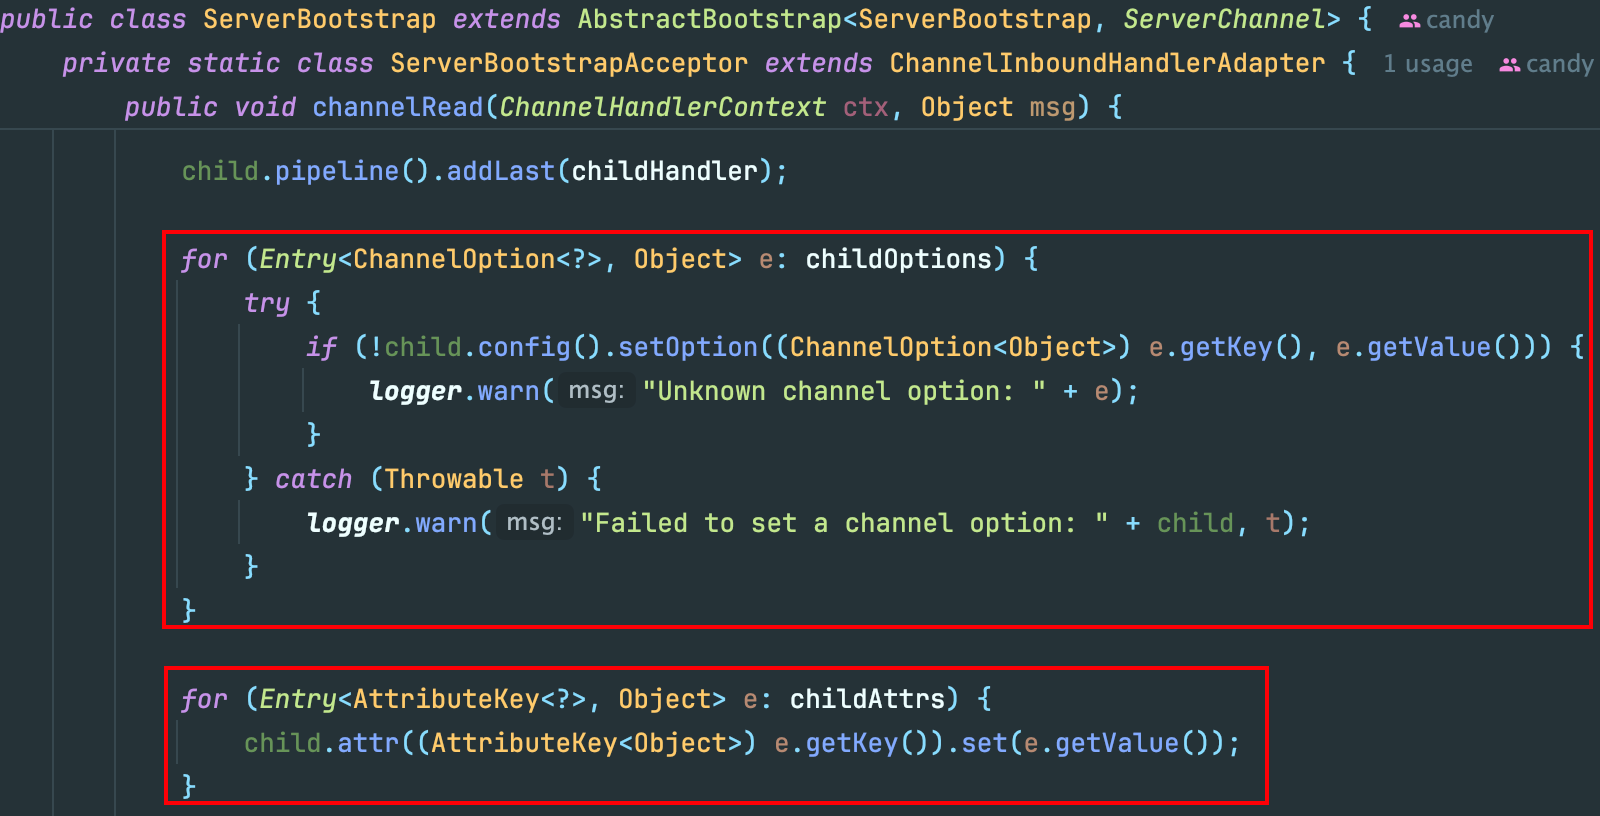 public class ServerBootstrap extends AbstractBootstrap<ServerBootstrap, ServerChannel> { candy
private static class ServerBootstrapAcceptor extends ChannelInboundHandlerAdapter { 1 usage candy
public void channelRead(ChannelHandlerContext ctx, Object msg) {
child.pipeline().addLast(childHandler);
for (Entry<ChannelOption<?>, Object> e: childOptions) {
try {
if (!child.config().setOption((ChannelOption<Object>) e.getKey(), e.getValue())) {
logger.warn( msg: "Unknown channel option: " + e);
}
} catch (Throwable t) {
logger.warn( msg: "Failed to set a channel option: " + child, t);
}
}
for (Entry<AttributeKey<?>, Object> e: childAttrs) {
child.attr((AttributeKey<Object>) e.getKey()).set(e.getValue());
}